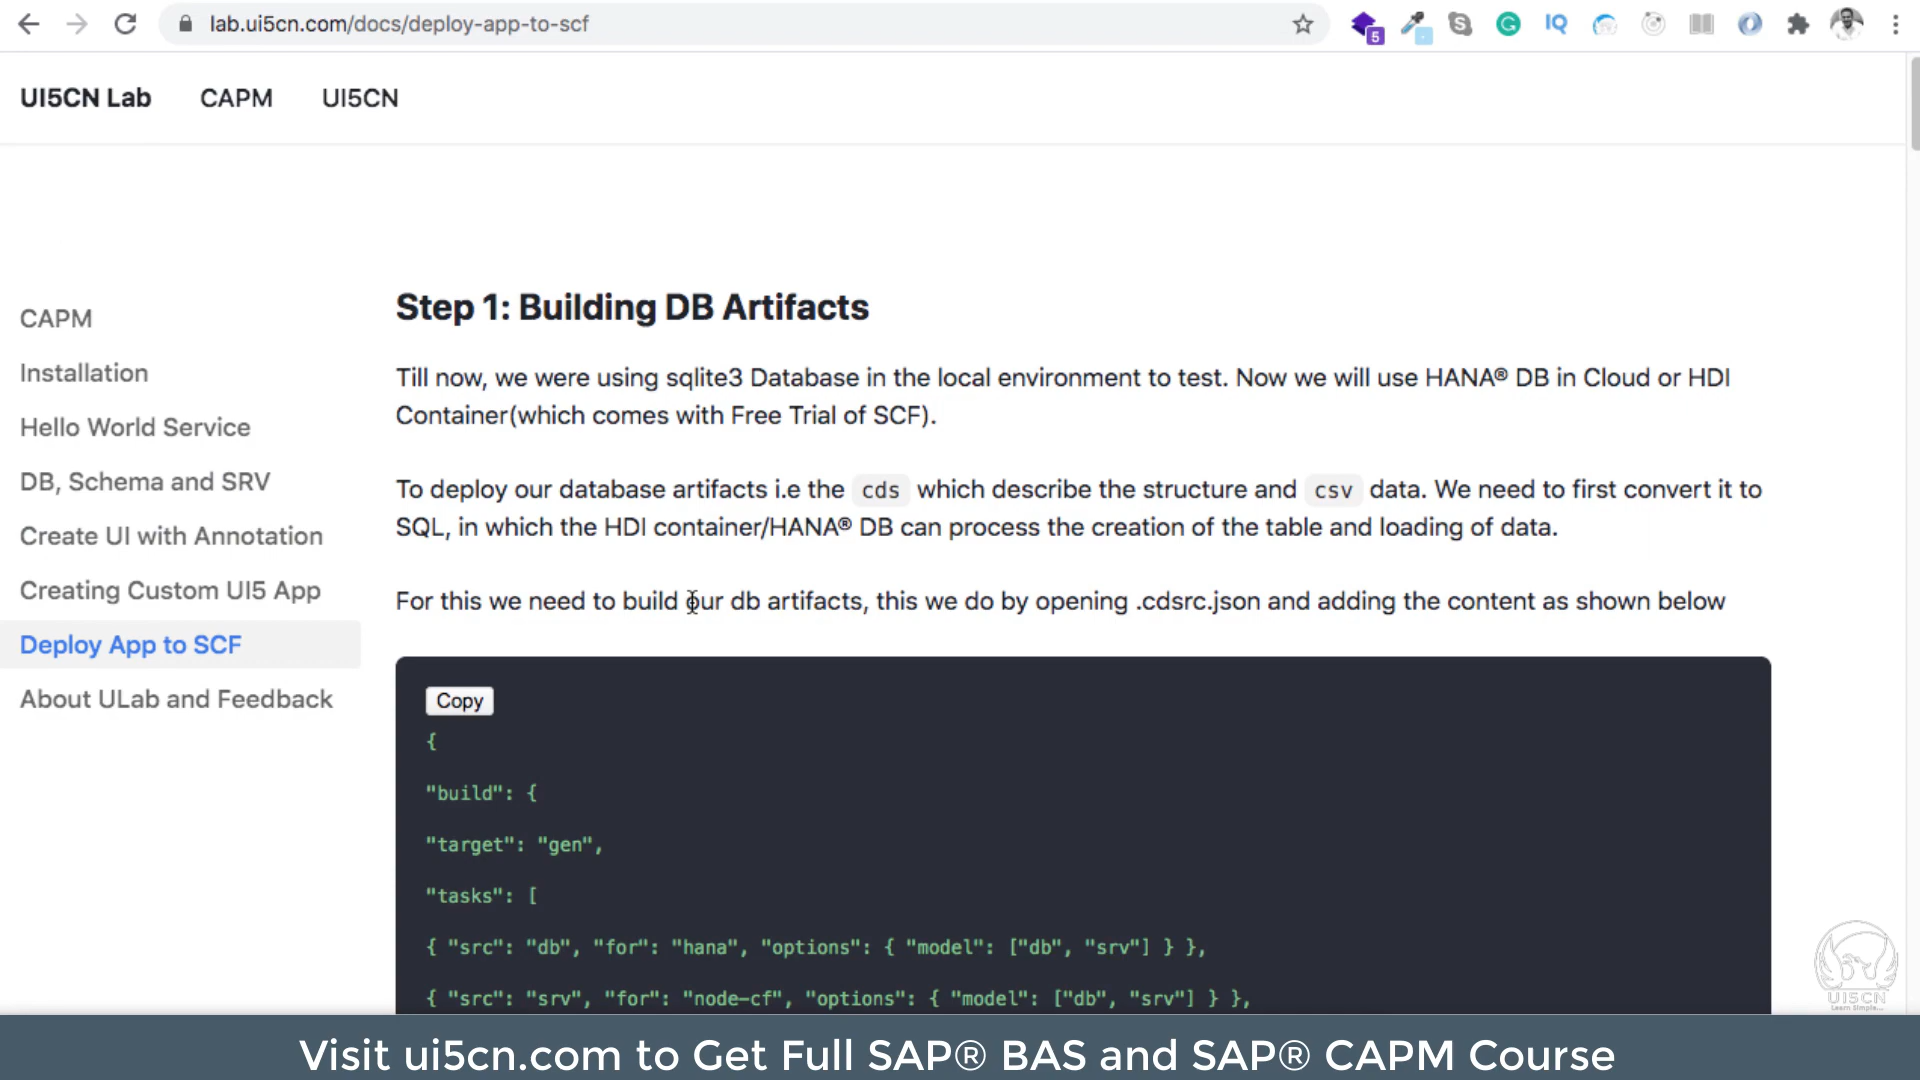 lab.ui5cn.com/docs/deploy-app-to-scf
5
IQ
UI5CN Lab
CAPM
UI5CN
CAPM
Installation
Hello World Service
DB, Schema and SRV
Create UI with Annotation
Creating Custom UI5 App
Deploy App to SCF
About ULab and Feedback
Step 1: Building DB Artifacts
Till now, we were using sqlite3 Database in the local environment to test. Now we will use HANA® DB in Cloud or HDI
Container(which comes with Free Trial of SCF).
To deploy our database artifacts i.e the cds which describe the structure and csv data. We need to first convert it to
SQL, in which the HDI container/HANA® DB can process the creation of the table and loading of data.
For this we need to build our db artifacts, this we do by opening .cdsrc.json and adding the content as shown below
Copy
{
"build": {
"target": "gen",
"tasks": [
{ "src": "db", "for": "hana", "options": { "model": ["db", "srv"] } },
{ "src": "srv", "for": "node-cf", "options": { "model": ["db", "srv"] } },
UI5CN
Learn Simple...
Visit ui5cn.com to Get Full SAP® BAS and SAP® CAPM Course